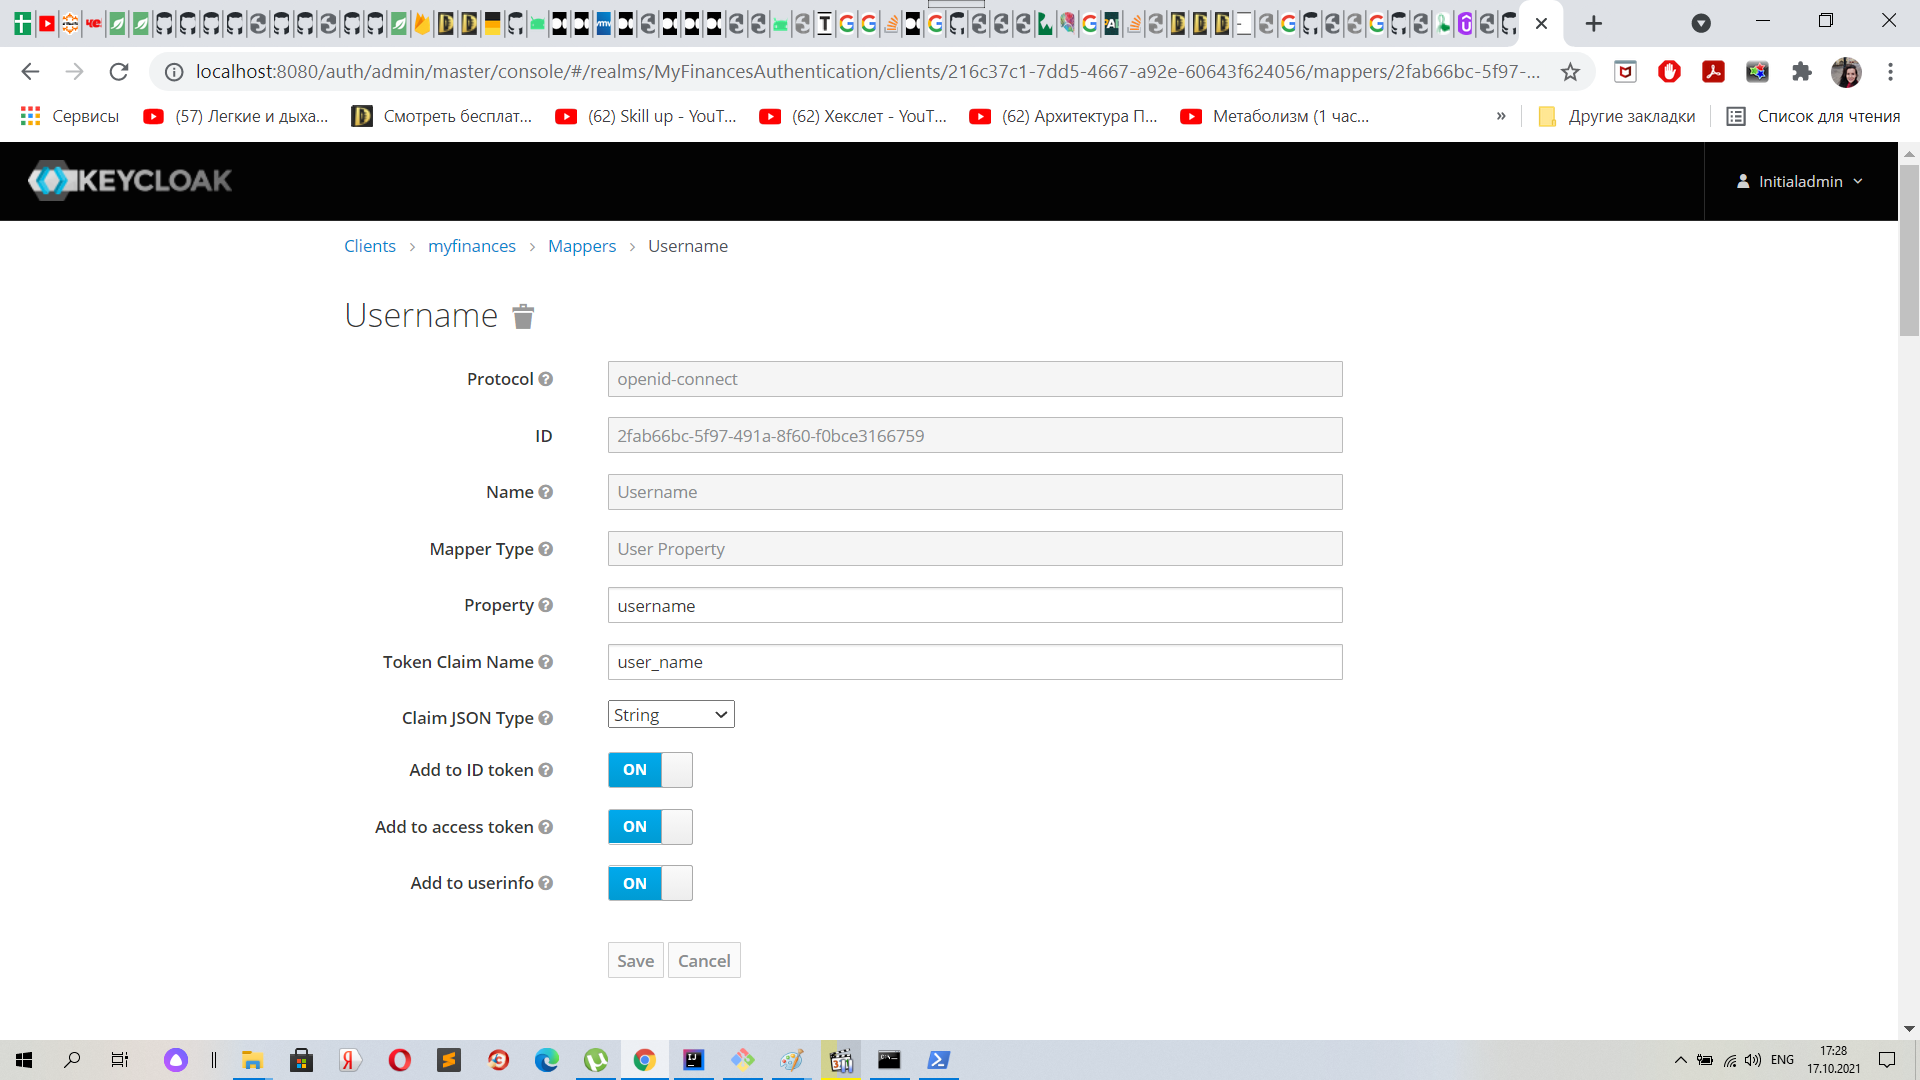 localhost:8080/auth/admin/master/console/#/realms/MyFinancesAuthentication/clients/216c37c1-7dd5-4667-a92e-60643f624056/mappers/2fab66bc-5f97-...
Сервисы
(57) Легкие и дыха...
Смотреть бесплат...
(62) Skill up - YouT...
(62) Хекслет - YouT...
(62) Архитектура П...
Метаболизм (1 час...
»
Другие закладки
Список для чтения
KEYCLOAK
Initialadmin
Clients > myfinances > Mappers > Username
Username
Protocol
openid-connect
ID
2fab66bc-5f97-491a-8f60-f0bce3166759
Name
Username
Mapper Type
User Property
Property
username
Token Claim Name
user_name
Claim JSON Type
String
Add to ID token
ON
Add to access token
ON
Add to userinfo
ON
Save
Cancel
ENG
17:28
17.10.2021